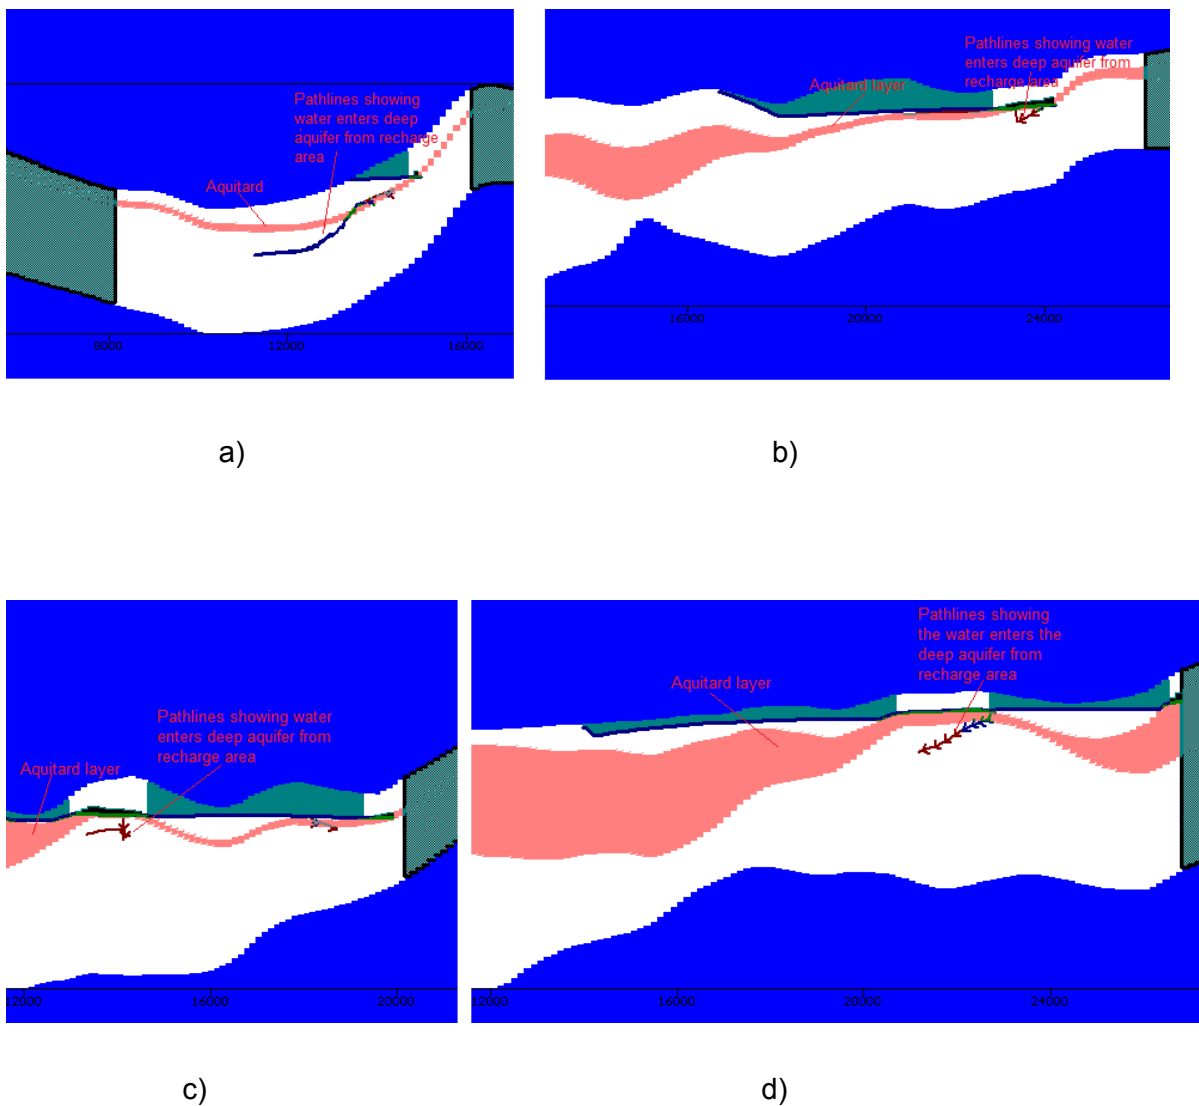 Pathlines showing
water enters deep
aquifer from recharge
area
Aquitard
8000
12000
16000
a)
Pathlines showing water
enters deep aquifer from
recharge area
Aquitard layer
16000
20000
24000
b)
Pathlines showing water
enters deep aquifer from
recharge area
Aquitard layer
12000
16000
20000
c)
Pathlines showing
the water enters the
deep aquifer from
recharge area
Aquitard layer
12000
16000
20000
24000
d)